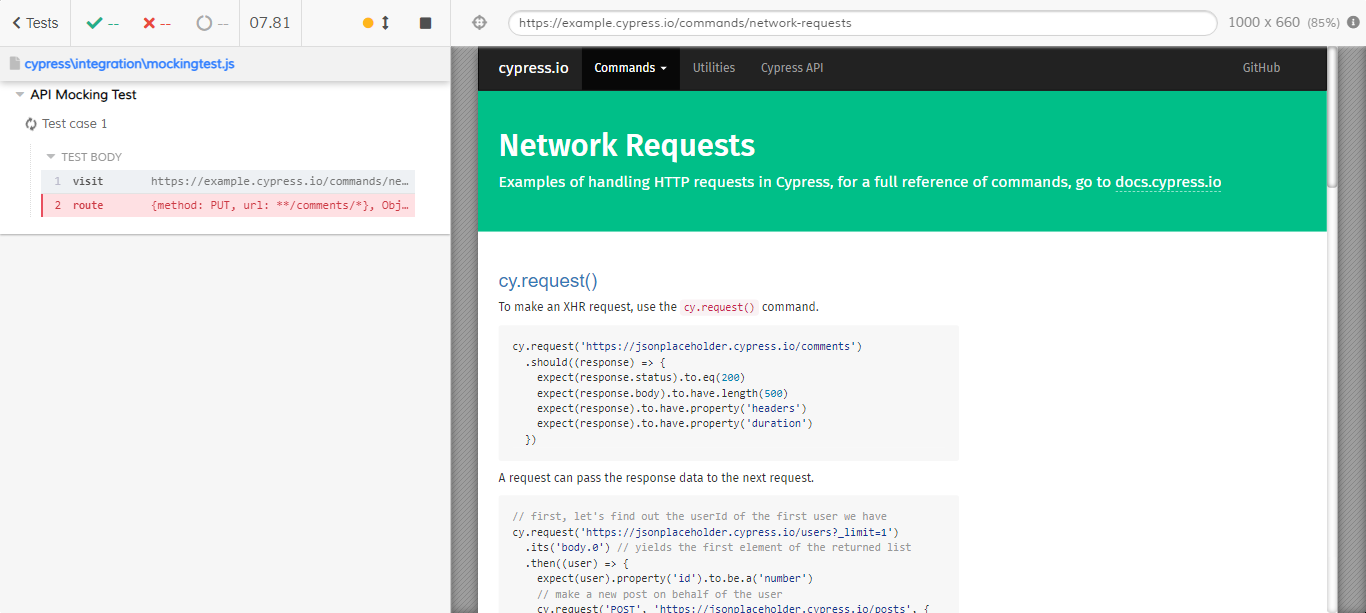 Tests -- -- -- 07.81
https://example.cypress.io/commands/network-requests 1000 x 660 (85%)
cypress\integration\mockingtest.js
API Mocking Test
Test case 1
TEST BODY
1 visit https://example.cypress.io/commands/ne…
2 route {method: PUT, url: **/comments/*}, Obj…
cypress.io Commands Utilities Cypress API GitHub
Network Requests
Examples of handling HTTP requests in Cypress, for a full reference of commands, go to docs.cypress.io
cy.request()
To make an XHR request, use the cy.request() command.
cy.request('https://jsonplaceholder.cypress.io/comments')
.should((response) => {
expect(response.status).to.eq(200)
expect(response.body).to.have.length(500)
expect(response).to.have.property('headers')
expect(response).to.have.property('duration')
})
A request can pass the response data to the next request.
// first, let's find out the userId of the first user we have
cy.request('https://jsonplaceholder.cypress.io/users?_limit=1')
.its('body.0') // yields the first element of the returned list
.then((user) => {
expect(user).property('id').to.be.a('number')
// make a new post on behalf of the user
cy.request('POST', 'https://jsonplaceholder.cypress.io/posts', {